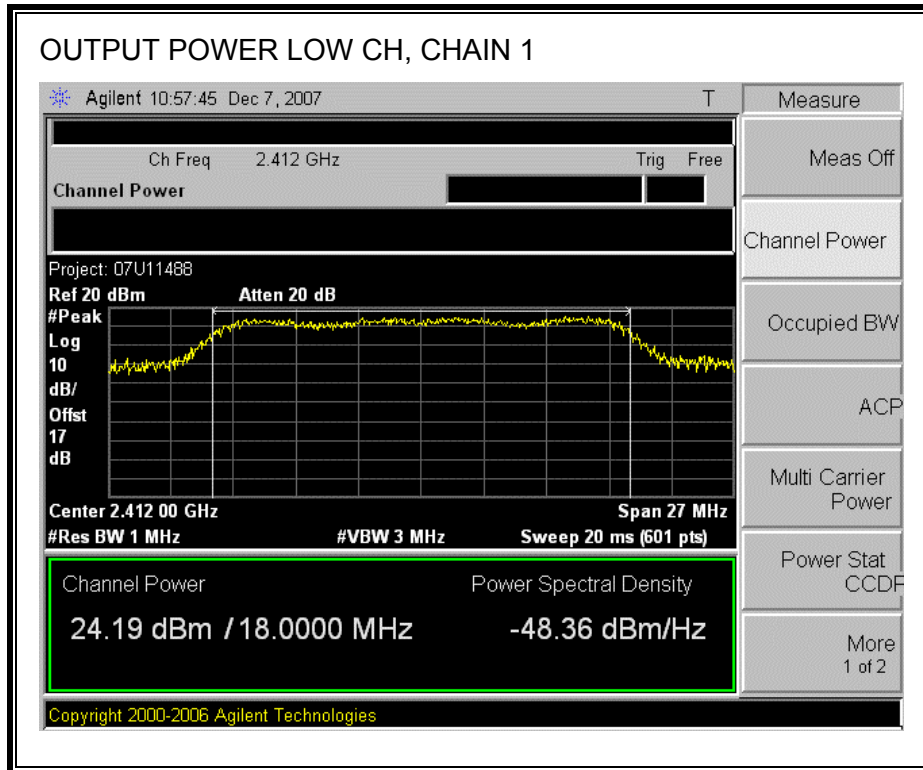 OUTPUT POWER LOW CH, CHAIN 1
Agilent 10:57:45 Dec 7, 2007 T
Measure
Ch Freq 2.412 GHz Trig Free
Channel Power
Project: 07U11488
Ref 20 dBm Atten 20 dB
#Peak
Log
10
dB/
Offst
17
dB
Center 2.412 00 GHz Span 27 MHz
#Res BW 1 MHz #VBW 3 MHz Sweep 20 ms (601 pts)
Channel Power Power Spectral Density
24.19 dBm / 18.0000 MHz -48.36 dBm/Hz
Copyright 2000-2006 Agilent Technologies
Meas Off
Channel Power
Occupied BW
ACP
Multi Carrier
Power
Power Stat
CCDF
More
1 of 2